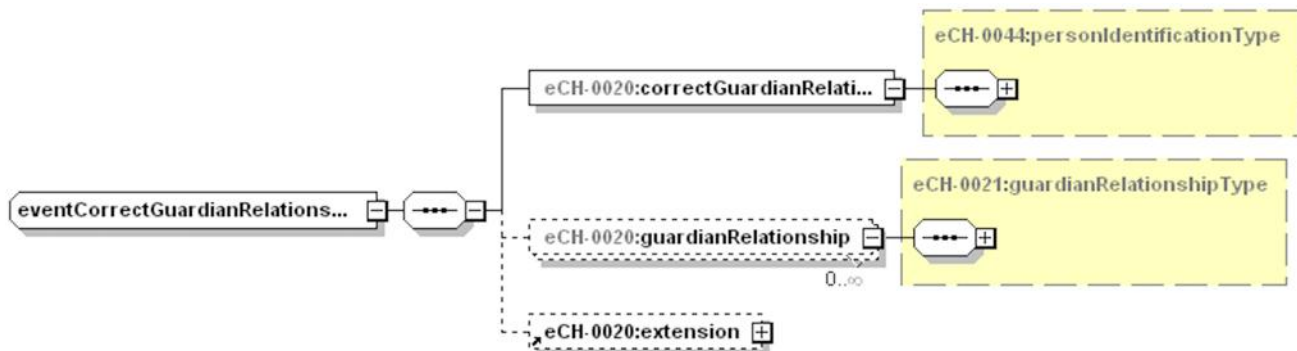 eCH-0044:personIdentificationType
eCH-0020:correctGuardianRelati...
eCH-0021:guardianRelationshipType
eventCorrectGuardianRelations...
eCH-0020:guardianRelationship
0..∞
eCH-0020:extension